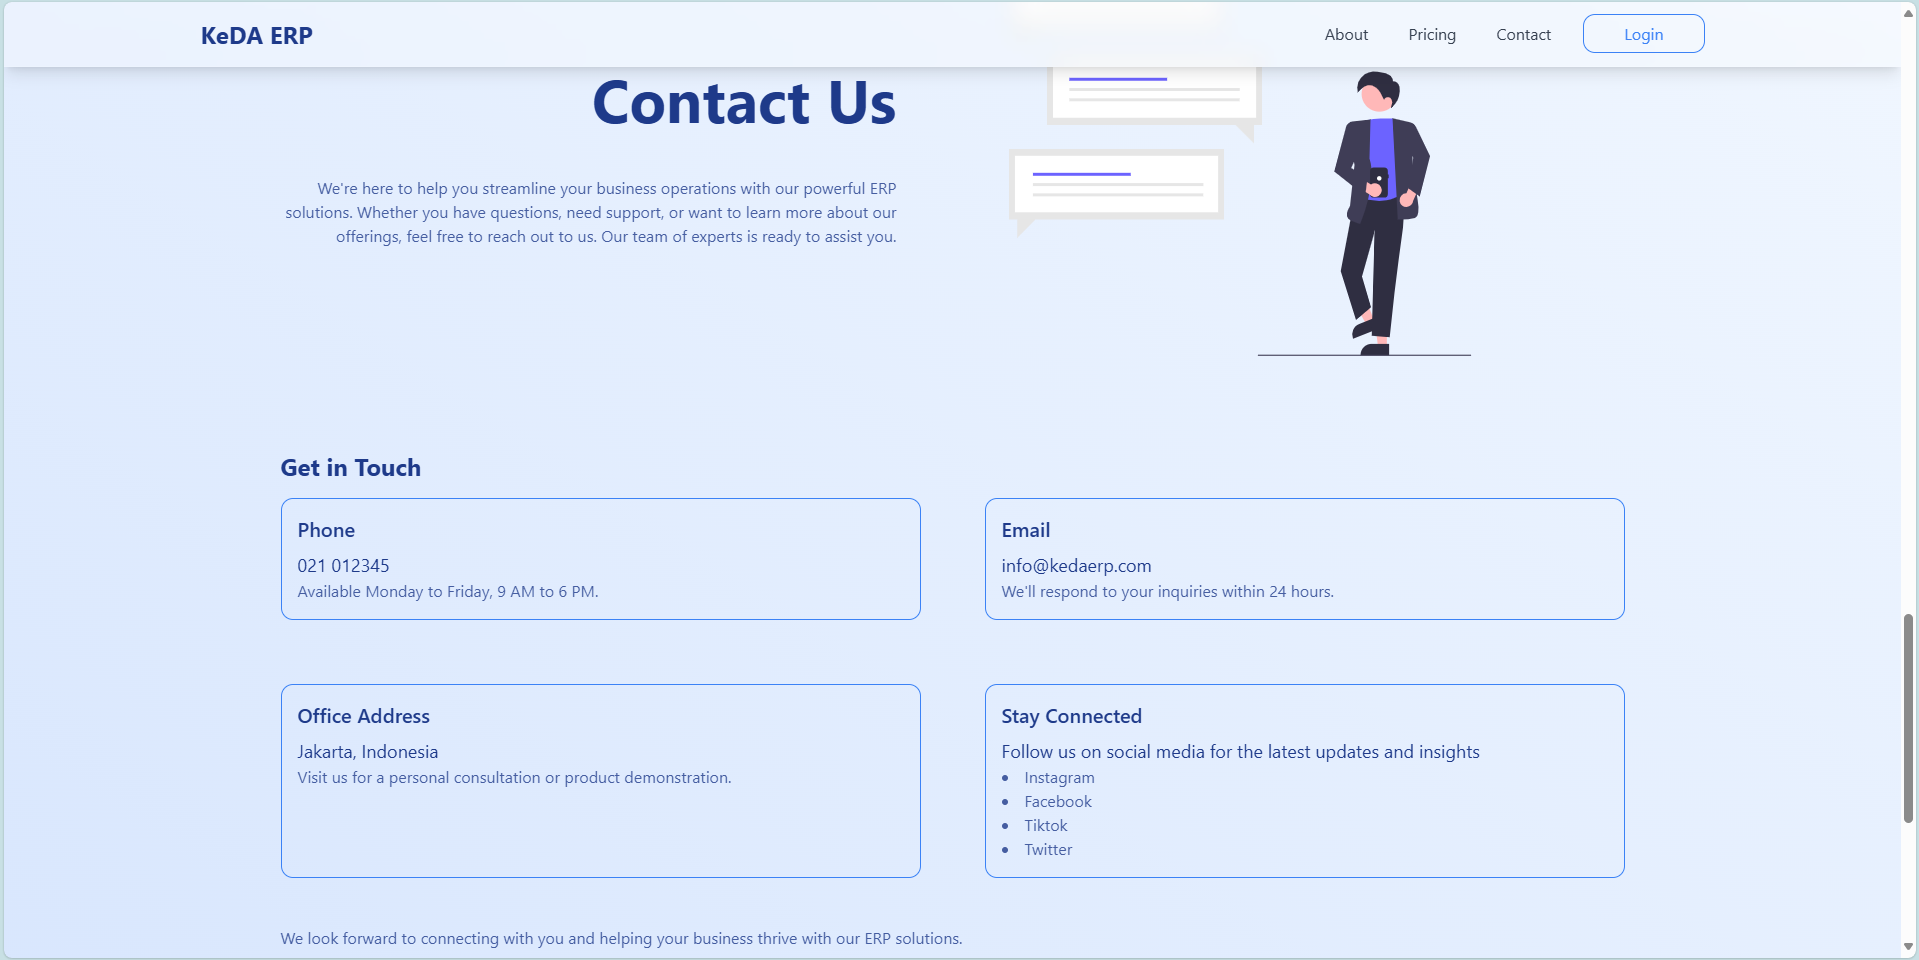 KeDA ERP
About
Pricing
Contact
Login
Contact Us
We're here to help you streamline your business operations with our powerful ERP
solutions. Whether you have questions, need support, or want to learn more about our
offerings, feel free to reach out to us. Our team of experts is ready to assist you.
Get in Touch
Phone
021 012345
Available Monday to Friday, 9 AM to 6 PM.
Email
info@kedaerp.com
We'll respond to your inquiries within 24 hours.
Office Address
Jakarta, Indonesia
Visit us for a personal consultation or product demonstration.
Stay Connected
Follow us on social media for the latest updates and insights
Instagram
Facebook
Tiktok
Twitter
We look forward to connecting with you and helping your business thrive with our ERP solutions.